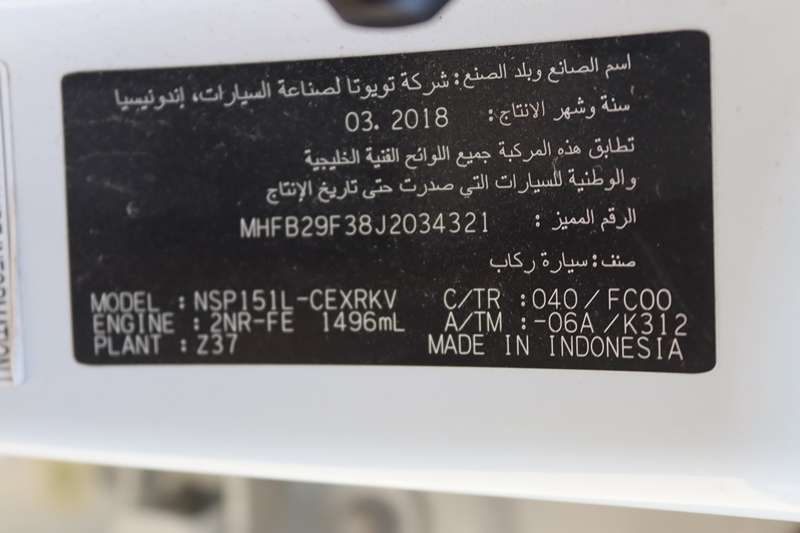 اسم الصانع وبلد الصنع: شركة تويوتا لصناعة السيارات، إندونيسيا
سنة وشهر الانتاج: 03. 2018
تطابق هذه المركبة جميع اللوائح الفنية الخليجية
والوطنية للسيارات التي صدرت حتى تاريخ الإنتاج
الرقم المميز : MHFB29F38J2034321
صنف: سيارة ركاب
MODEL : NSP151L-CEXRKV C/TR : 040 / FC00
ENGINE : 2NR-FE 1496mL A/TM : -06A / K312
PLANT : Z37 MADE IN INDONESIA